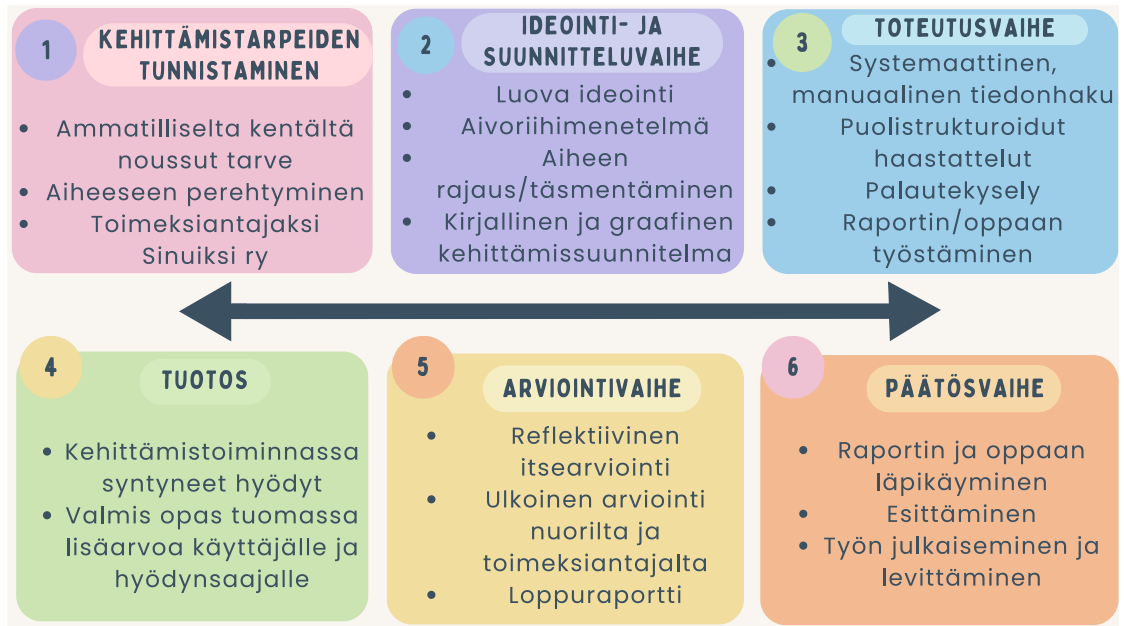 1
KEHITTÄMISTARPEIDEN
TUNNISTAMINEN
• Ammatilliselta kentältä
noussut tarve
• Aiheeseen perehtyminen
• Toimeksiantajaksi
Sinuiksi ry
2
IDEOINTI- JA
SUUNNITTELUVAIHE
• Luova ideointi
• Aivoriihimenetelmä
• Aiheen
rajaus/täsmentäminen
• Kirjallinen ja graafinen
kehittämissuunnitelma
3
TOTEUTUSVAIHE
• Systemaattinen,
manuaalinen tiedonhaku
• Puolistrukturoidut
haastattelut
• Palautekysely
• Raportin/oppaan
työstäminen
4
TUOTOS
• Kehittämistoiminnassa
syntyneet hyödyt
• Valmis opas tuomassa
lisäarvoa käyttäjälle ja
hyödynsaajalle
5
ARVIOINTIVAIHE
• Reflektiivinen
itsearviointi
• Ulkoinen arviointi
nuorilta ja
toimeksiantajalta
• Loppuraportti
6
PÄÄTÖSVAIHE
• Raportin ja oppaan
läpikäyminen
• Esittäminen
• Työn julkaiseminen ja
levittäminen